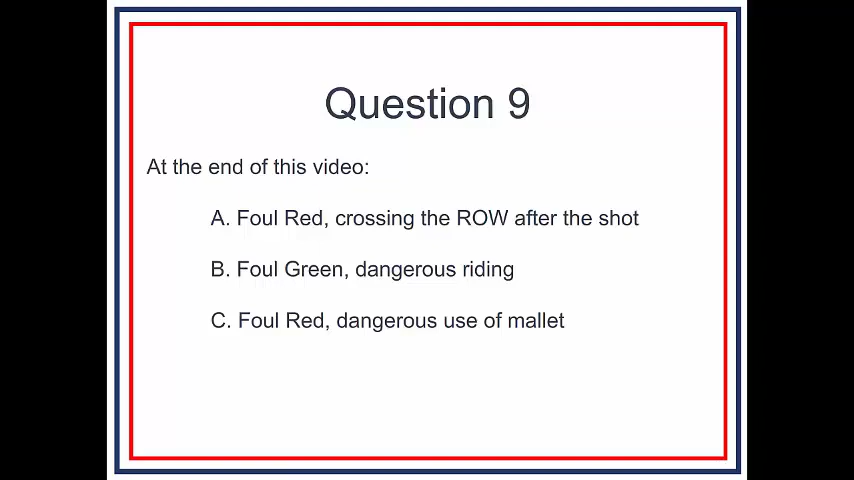 Question 9
At the end of this video:
A. Foul Red, crossing the ROW after the shot
B. Foul Green, dangerous riding
C. Foul Red, dangerous use of mallet